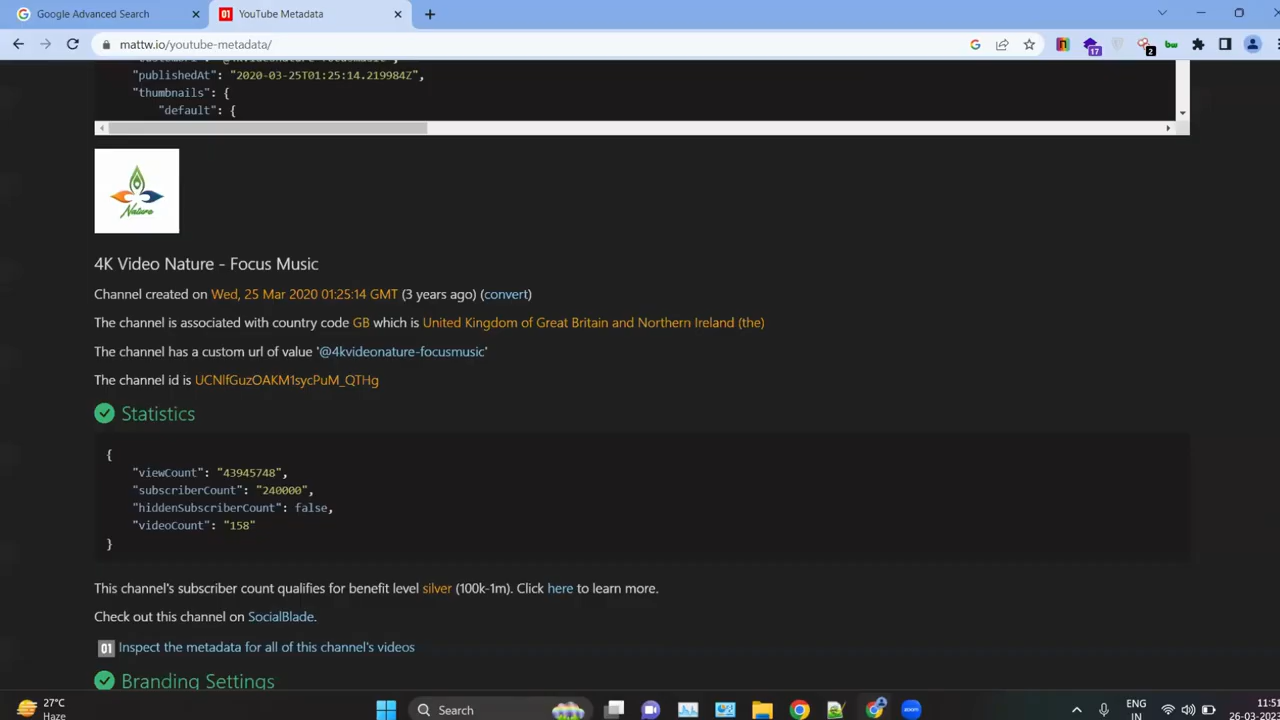 Google Advanced Search
YouTube Metadata
mattw.io/youtube-metadata/
17
2
bw
"publishedAt": "2020-03-25T01:25:14.219984Z",
"thumbnails": {
"default": {
Nature
4K Video Nature - Focus Music
Channel created on Wed, 25 Mar 2020 01:25:14 GMT (3 years ago) (convert)
The channel is associated with country code GB which is United Kingdom of Great Britain and Northern Ireland (the)
The channel has a custom url of value '@4kvideonature-focusmusic'
The channel id is UCNlfGuzOAKM1sycPuM_QTHg
Statistics
{
"viewCount": "43945748",
"subscriberCount": "240000",
"hiddenSubscriberCount": false,
"videoCount": "158"
}
This channel's subscriber count qualifies for benefit level silver (100k-1m). Click here to learn more.
Check out this channel on SocialBlade.
01 Inspect the metadata for all of this channel's videos
Branding Settings
27°C
Haze
Search
zoom
ENG
IN